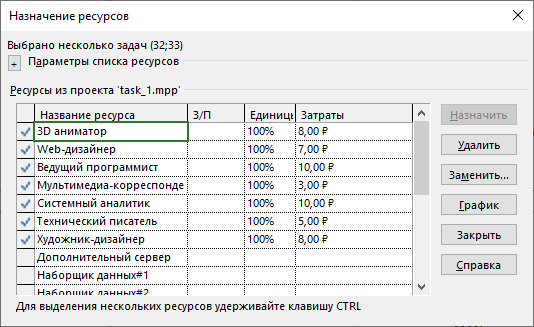 Назначение ресурсов
Выбрано несколько задач (32;33)
+ Параметры списка ресурсов
Ресурсы из проекта 'task_1.mpp'
Название ресурса З/П Единицы Затраты
3D аниматор 100% 8,00 ₽
Web-дизайнер 100% 7,00 ₽
Ведущий программист 100% 10,00 ₽
Мультимедиа-корреспонде 100% 3,00 ₽
Системный аналитик 100% 10,00 ₽
Технический писатель 100% 5,00 ₽
Художник-дизайнер 100% 8,00 ₽
Дополнительный сервер
Наборщик данных#1
Наборщик данных#2
Назначить
Удалить
Заменить...
График
Закрыть
Справка
Для выделения нескольких ресурсов удерживайте клавишу CTRL